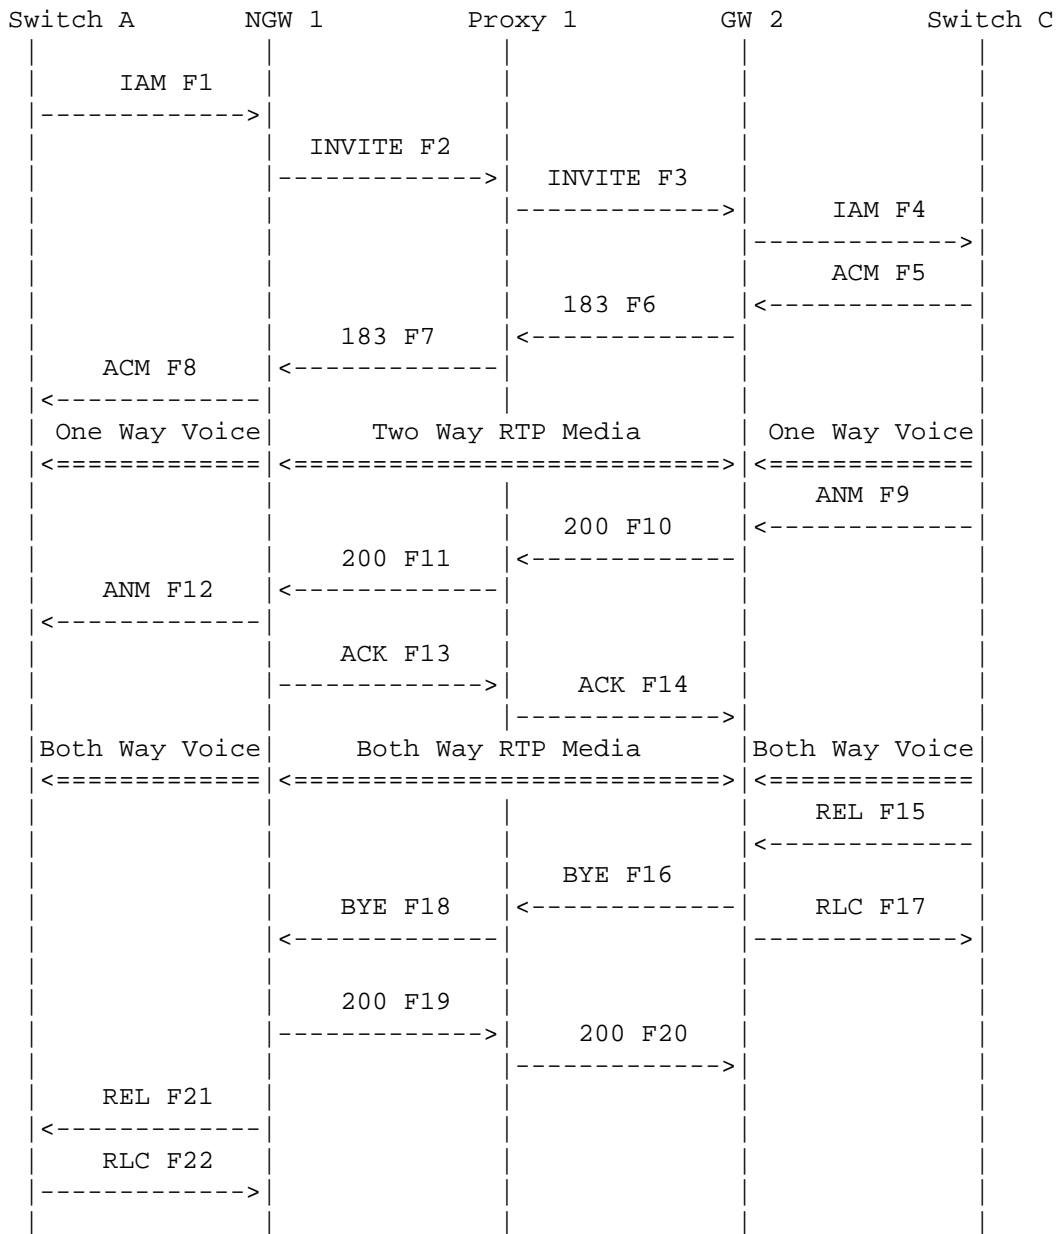 Switch A NGW 1 Proxy 1 GW 2 Switch C
IAM F1
INVITE F2
INVITE F3
IAM F4
ACM F5
183 F6
183 F7
ACM F8
One Way Voice Two Way RTP Media One Way Voice
ANM F9
200 F10
200 F11
ANM F12
ACK F13
ACK F14
Both Way Voice Both Way RTP Media Both Way Voice
REL F15
BYE F16
BYE F18 RLC F17
200 F19
200 F20
REL F21
RLC F22